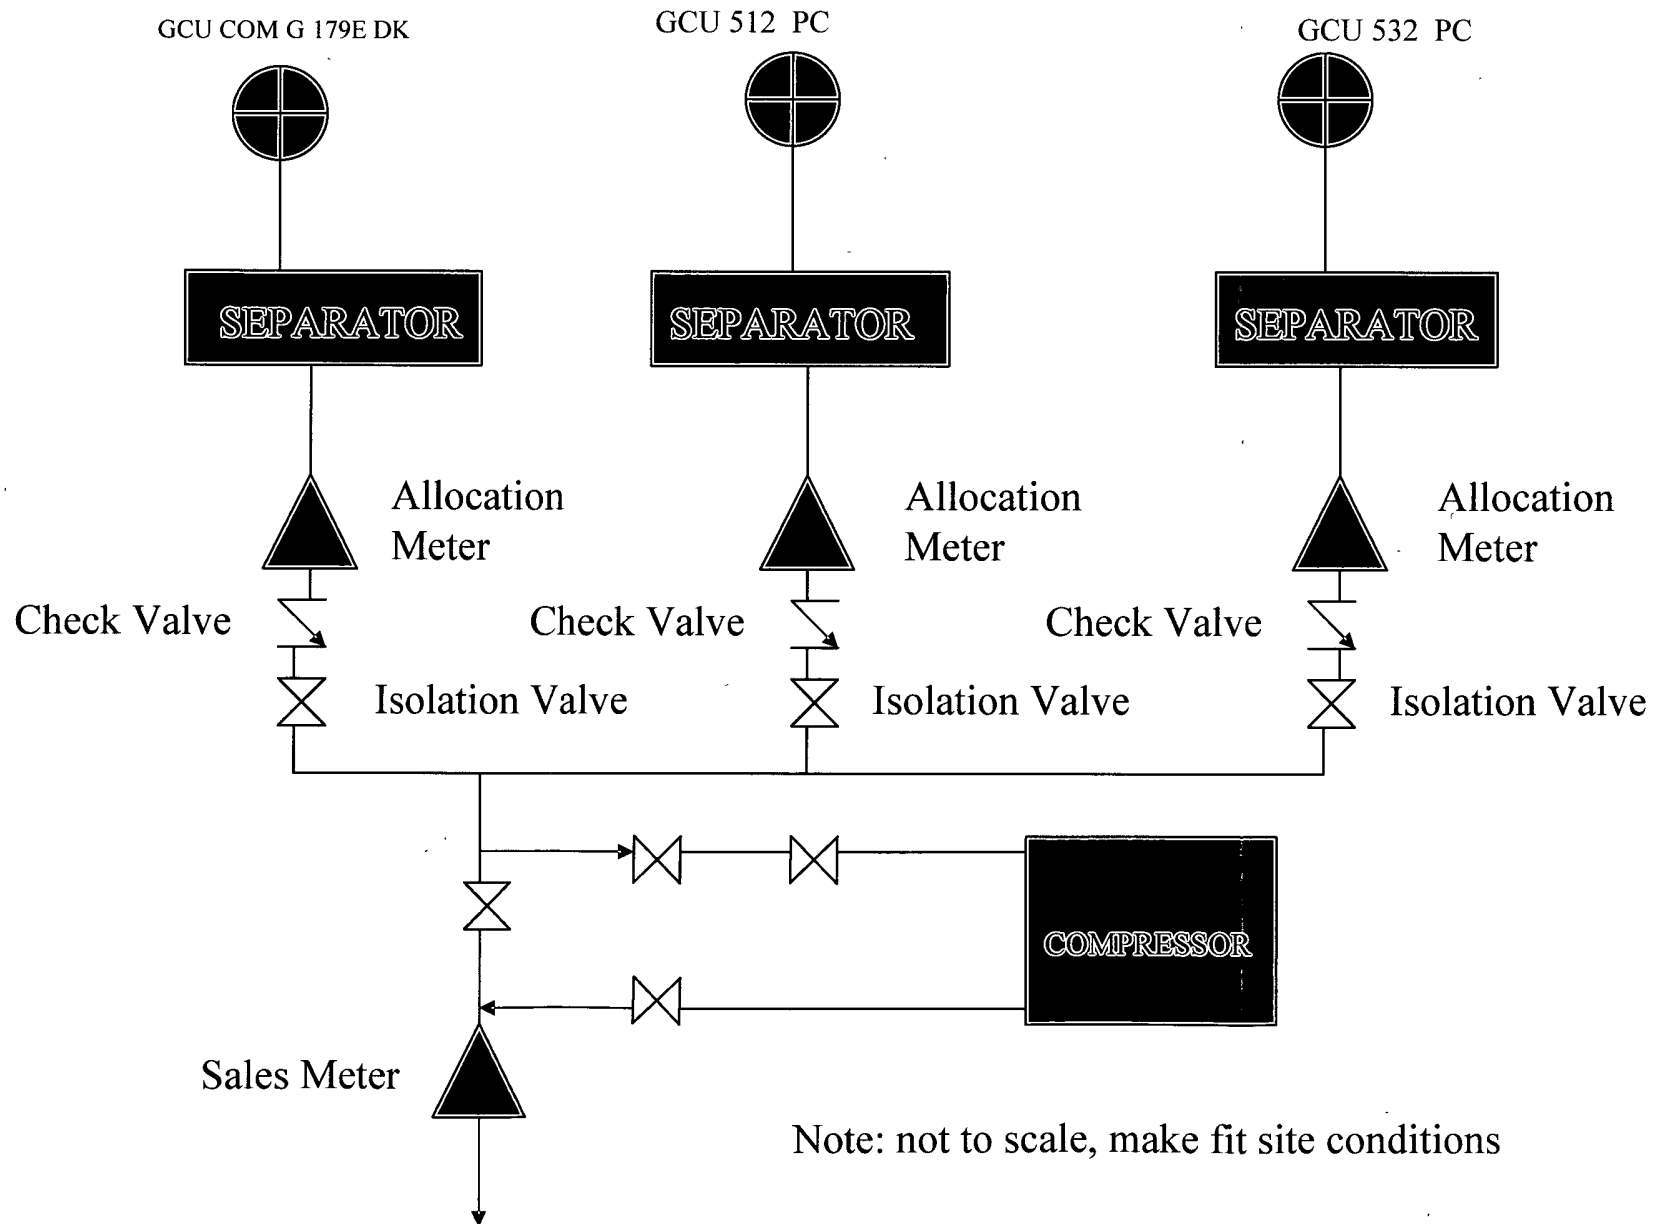 GCU COM G 179E DK
GCU 512 PC
GCU 532 PC
SEPARATOR
SEPARATOR
SEPARATOR
Allocation
Meter
Allocation
Meter
Allocation
Meter
Check Valve
Check Valve
Check Valve
Isolation Valve
Isolation Valve
Isolation Valve
COMPRESSOR
Sales Meter
Note: not to scale, make fit site conditions